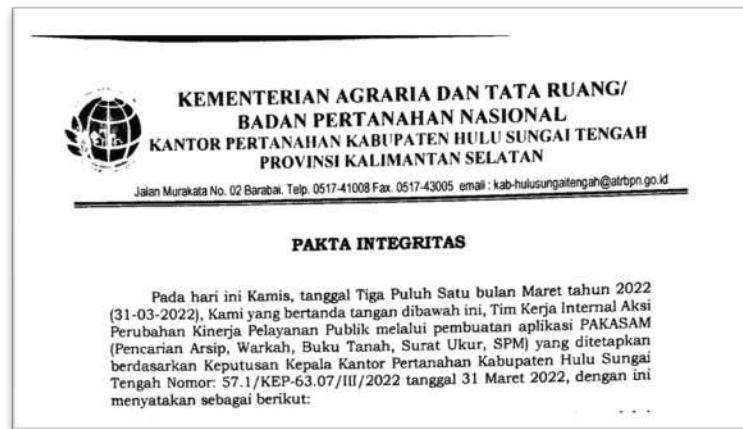 KEMENTERIAN AGRARIA DAN TATA RUANG/
BADAN PERTANAHAN NASIONAL
KANTOR PERTANAHAN KABUPATEN HULU SUNGAI TENGAH
PROVINSI KALIMANTAN SELATAN
Jalan Murakata No. 02 Barabai. Telp. 0517-41008 Fax. 0517-43005 email : kab-hulusungaitengah@atrbpn.go.id
PAKTA INTEGRITAS
Pada hari ini Kamis, tanggal Tiga Puluh Satu bulan Maret tahun 2022
(31-03-2022), Kami yang bertanda tangan dibawah ini, Tim Kerja Internal Aksi
Perubahan Kinerja Pelayanan Publik melalui pembuatan aplikasi PAKASAM
(Pencarian Arsip, Warkah, Buku Tanah, Surat Ukur, SPM) yang ditetapkan
berdasarkan Keputusan Kepala Kantor Pertanahan Kabupaten Hulu Sungai
Tengah Nomor: 57.1/KEP-63.07/III/2022 tanggal 31 Maret 2022, dengan ini
menyatakan sebagai berikut: